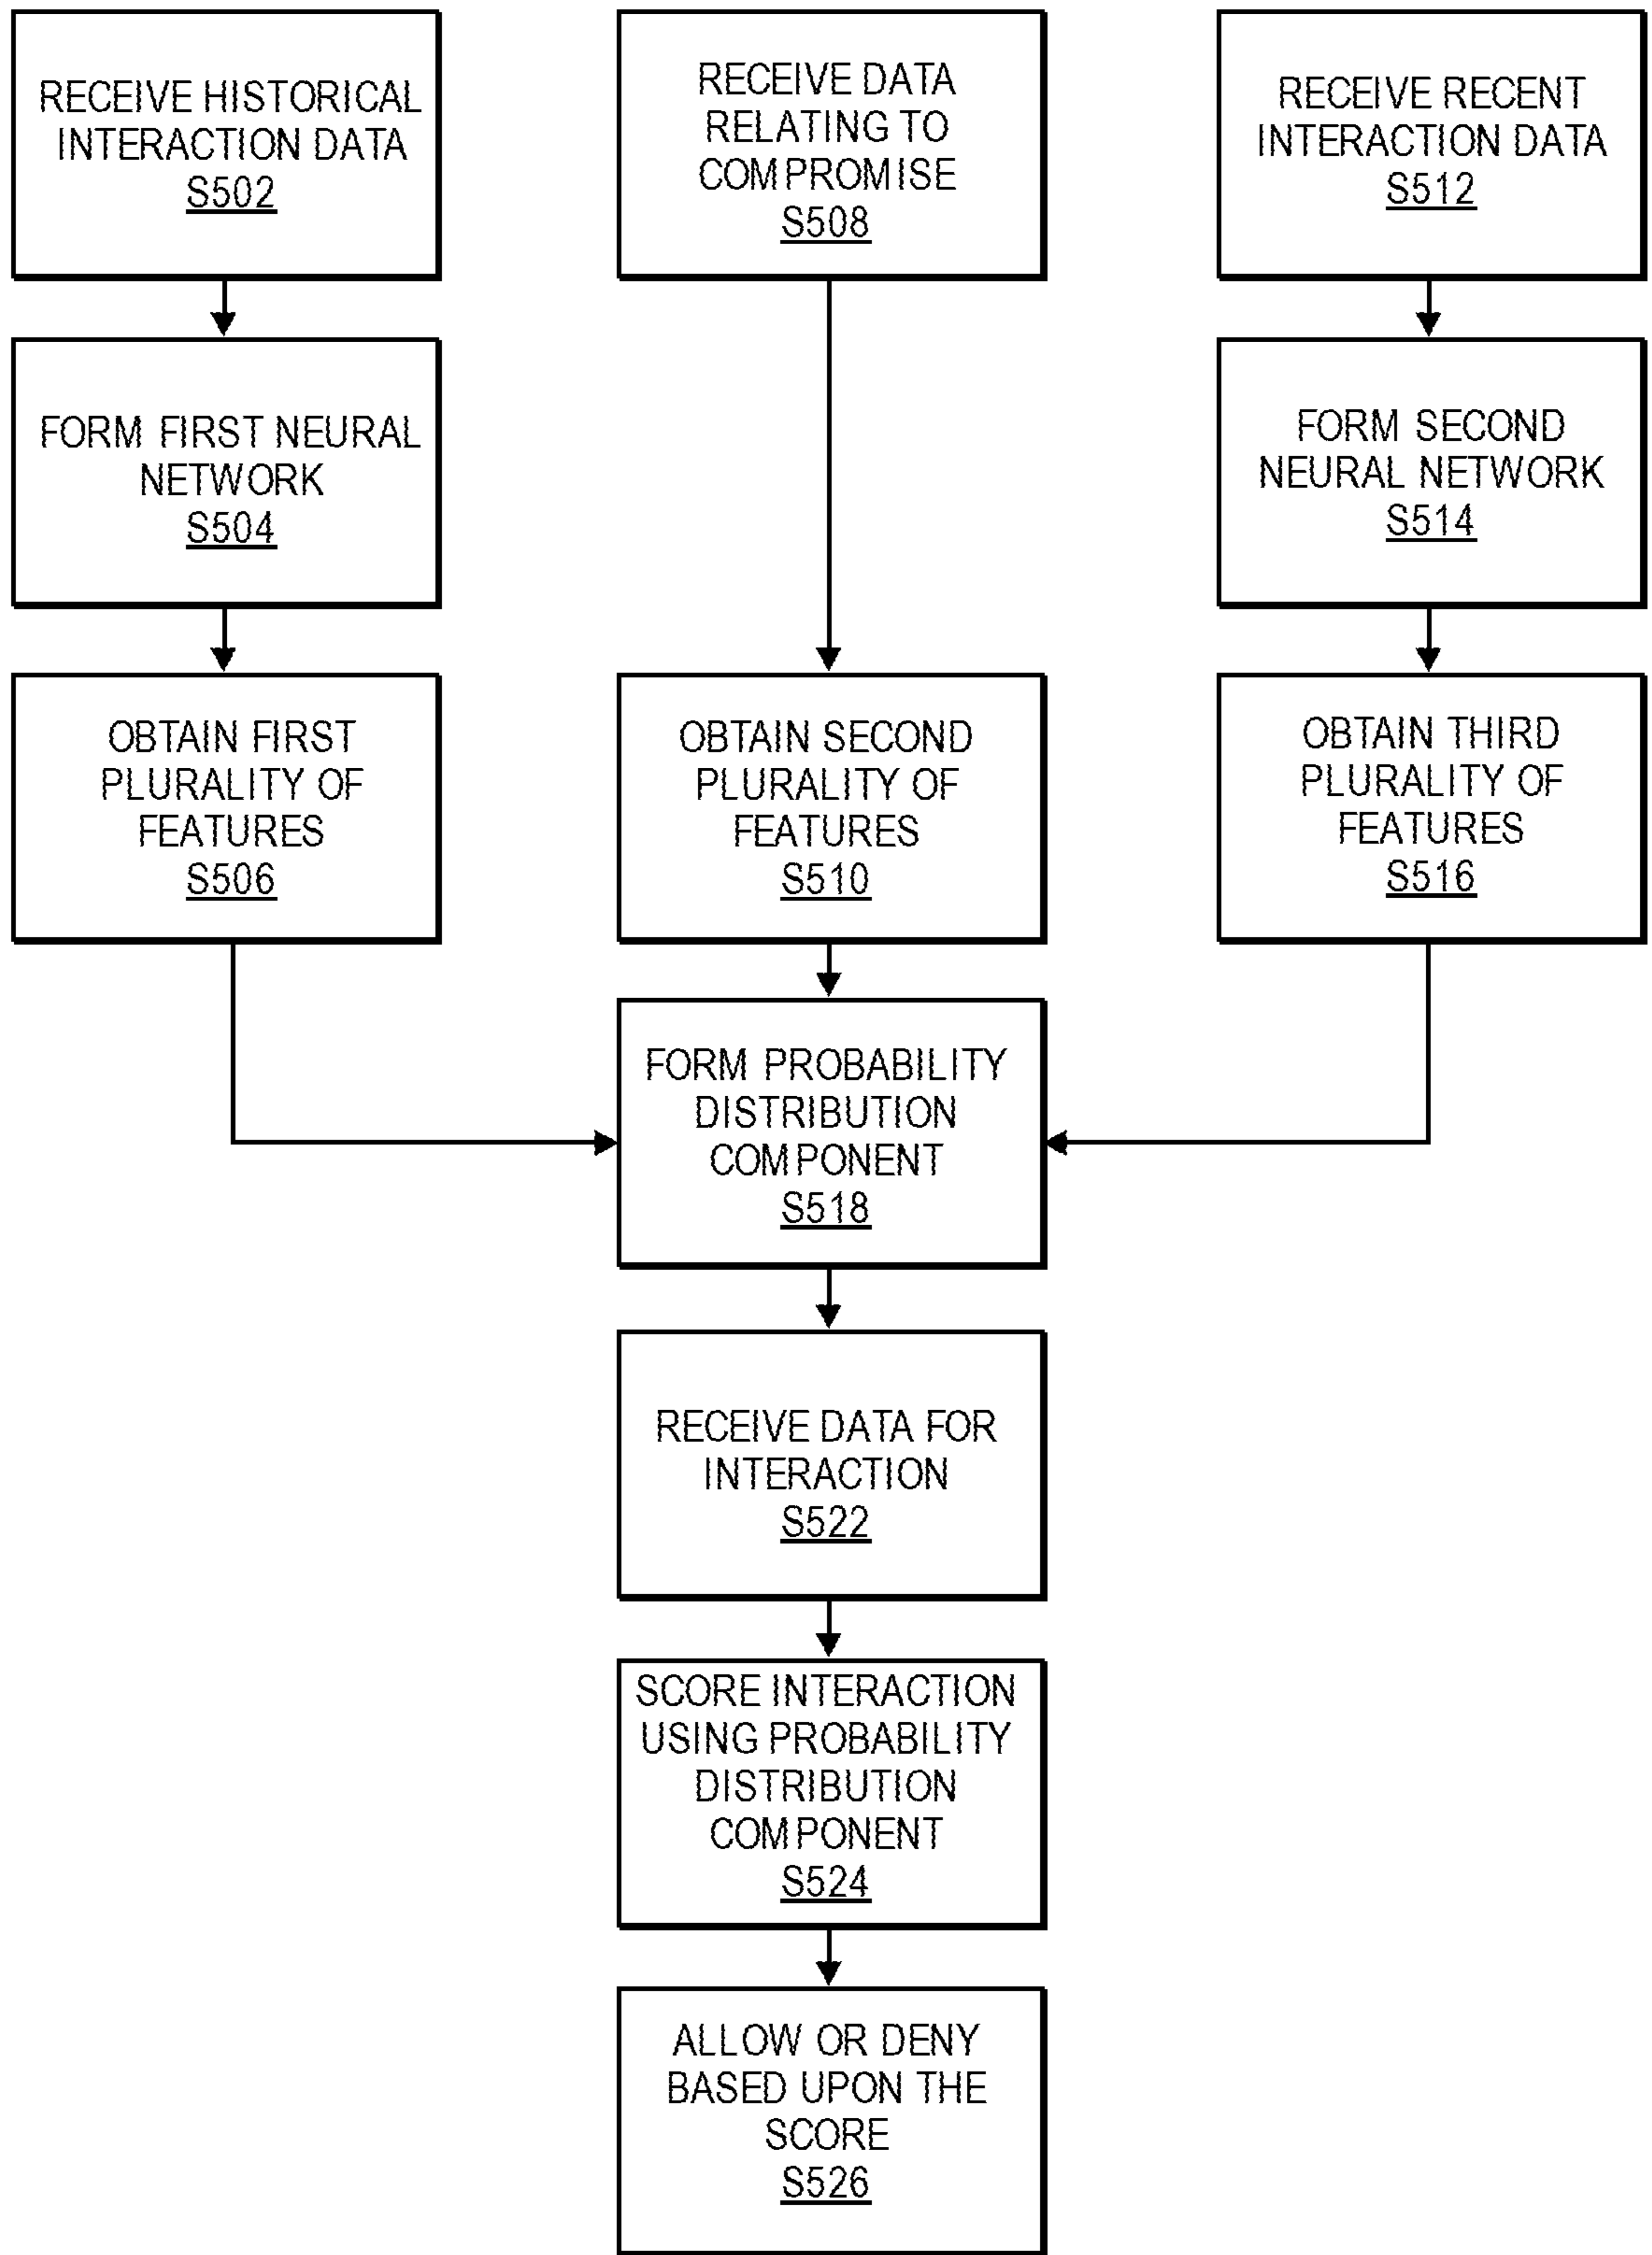 RECEIVE HISTORICAL
INTERACTION DATA
S502
RECEIVE DATA
RELATING TO
COMPROMISE
S508
RECEIVE RECENT
INTERACTION DATA
S512
FORM FIRST NEURAL
NETWORK
S504
FORM SECOND
NEURAL NETWORK
S514
OBTAIN FIRST
PLURALITY OF
FEATURES
S506
OBTAIN SECOND
PLURALITY OF
FEATURES
S510
OBTAIN THIRD
PLURALITY OF
FEATURES
S516
FORM PROBABILITY
DISTRIBUTION
COMPONENT
S518
RECEIVE DATA FOR
INTERACTION
S522
SCORE INTERACTION
USING PROBABILITY
DISTRIBUTION
COMPONENT
S524
ALLOW OR DENY
BASED UPON THE
SCORE
S526